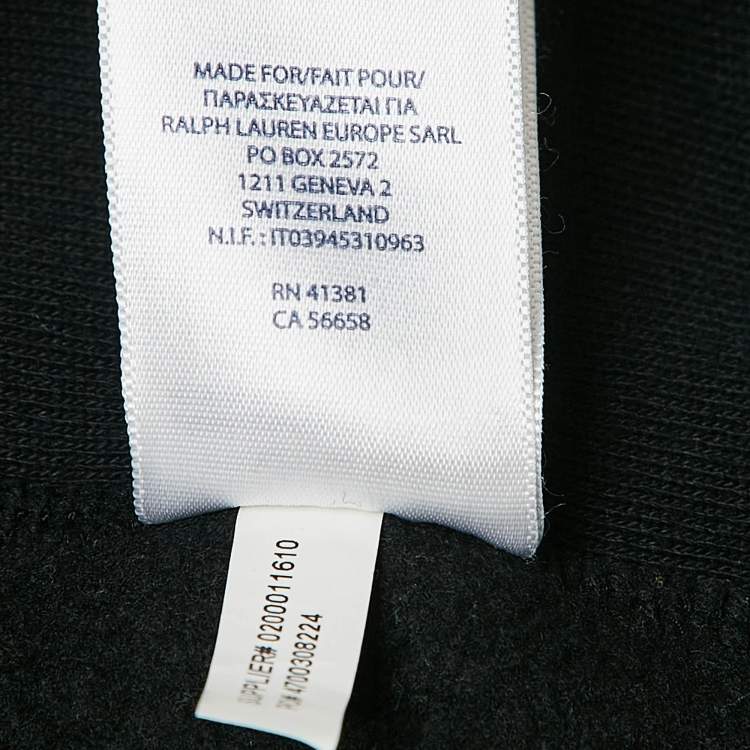 MADE FOR/FAIT POUR/
ΠΑΡΑΣΚΕΥΑΖΕΤΑΙ ΓΙΑ
RALPH LAUREN EUROPE SARL
PO BOX 2572
1211 GENEVA 2
SWITZERLAND
N.I.F. : IT03945310963
RN 41381
CA 56658
SUPPLIER# 0200011610
PO# 4700308224